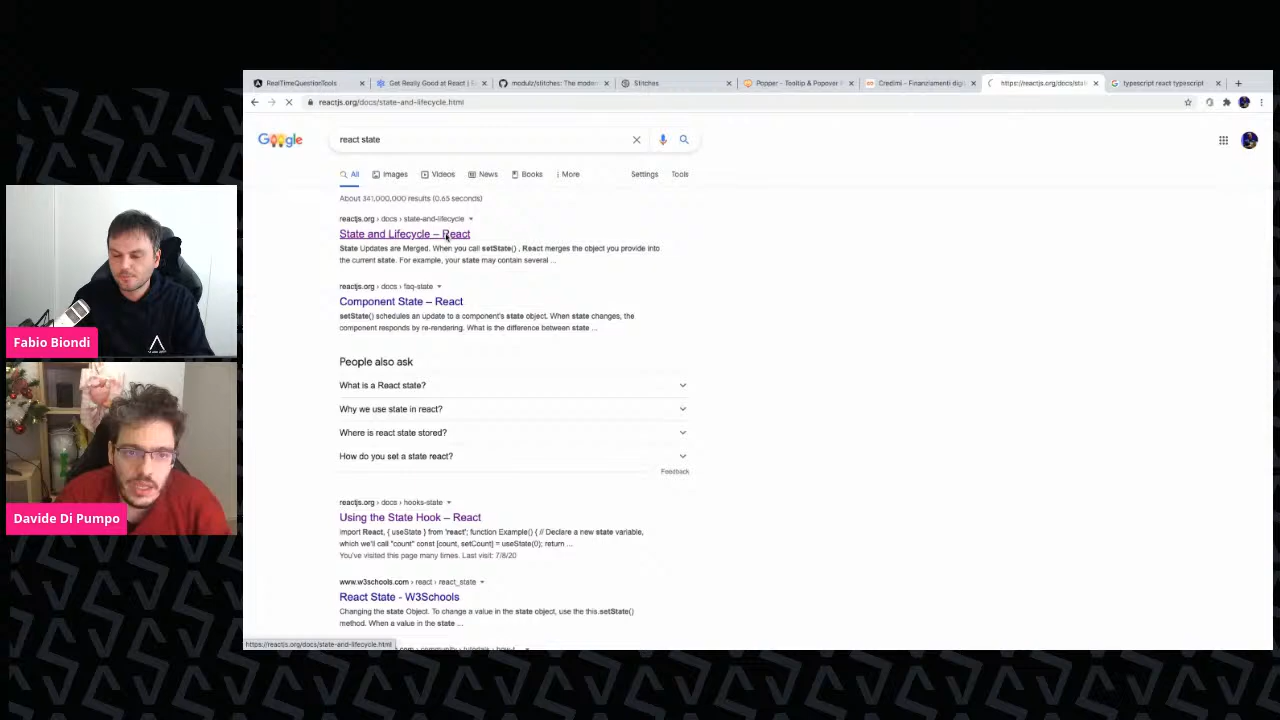 RealTimeQuestionTools
Get Really Good at React | F
modulz/stitches: The modern
Stitches
Popper - Tooltip & Popover P
Credimi – Finanziamenti digit
https://reactjs.org/docs/stat
typescript react typescript
reactjs.org/docs/state-and-lifecycle.html
Google
react state
All
Images
Videos
News
Books
More
Settings
Tools
About 341,000,000 results (0.65 seconds)
reactjs.org › docs › state-and-lifecycle
State and Lifecycle – React
State Updates are Merged. When you call setState() , React merges the object you provide into
the current state. For example, your state may contain several ...
reactjs.org › docs › faq-state
Component State – React
setState() schedules an update to a component's state object. When state changes, the
component responds by re-rendering. What is the difference between state ...
People also ask
What is a React state?
Why we use state in react?
Where is react state stored?
How do you set a state react?
Feedback
reactjs.org › docs › hooks-state
Using the State Hook – React
import React, { useState } from 'react'; function Example() { // Declare a new state variable,
which we'll call "count" const [count, setCount] = useState(0); return ...
You've visited this page many times. Last visit: 7/8/20
www.w3schools.com › react › react_state
React State - W3Schools
Changing the state Object. To change a value in the state object, use the this.setState()
method. When a value in the state ...
https://reactjs.org/docs/state-and-lifecycle.html
Fabio Biondi
Davide Di Pumpo